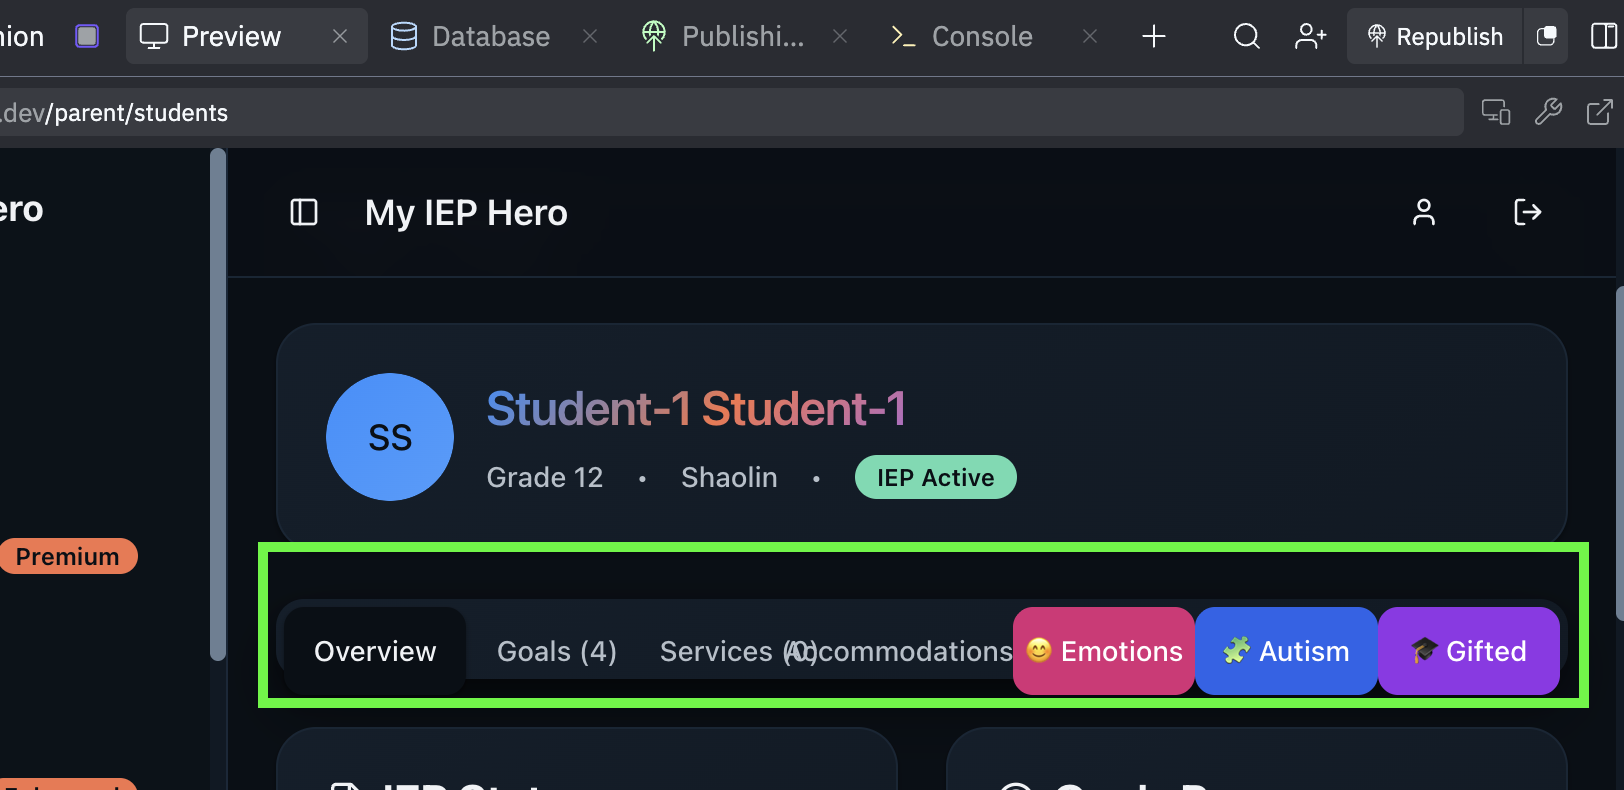 nion Preview Database Publishi... Console Republish
.dev/parent/students
ero My IEP Hero
SS
Student-1 Student-1
Grade 12 • Shaolin • IEP Active
Premium
Overview Goals (4) Services (0) Accommodations 😊 Emotions 🧩 Autism 🎓 Gifted